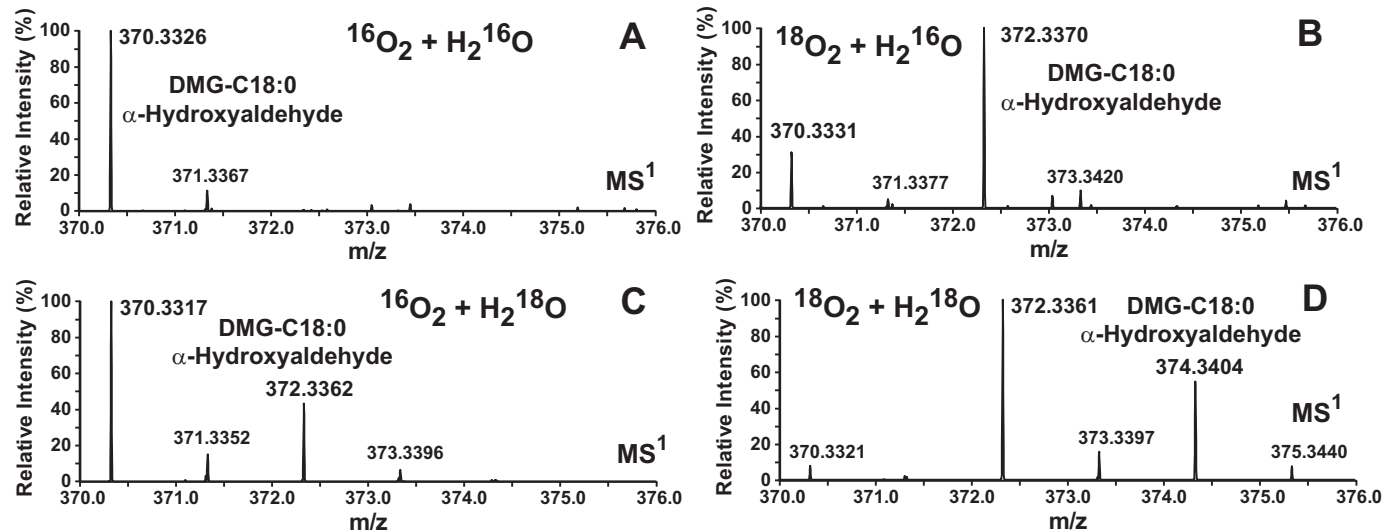 A
¹⁶O₂ + H₂¹⁶O
Relative Intensity (%)
100
80
60
40
20
0
370.3326
DMG-C18:0
α-Hydroxyaldehyde
371.3367
MS¹
370.0 371.0 372.0 373.0 374.0 375.0 376.0
m/z
B
¹⁸O₂ + H₂¹⁶O
Relative Intensity (%)
100
80
60
40
20
0
372.3370
DMG-C18:0
α-Hydroxyaldehyde
370.3331
371.3377
373.3420
MS¹
370.0 371.0 372.0 373.0 374.0 375.0 376.0
m/z
C
¹⁶O₂ + H₂¹⁸O
Relative Intensity (%)
100
80
60
40
20
0
370.3317
DMG-C18:0
α-Hydroxyaldehyde
372.3362
371.3352
373.3396
MS¹
370.0 371.0 372.0 373.0 374.0 375.0 376.0
m/z
D
¹⁸O₂ + H₂¹⁸O
Relative Intensity (%)
100
80
60
40
20
0
372.3361
DMG-C18:0
α-Hydroxyaldehyde
374.3404
MS¹
370.3321
373.3397
375.3440
370.0 371.0 372.0 373.0 374.0 375.0 376.0
m/z